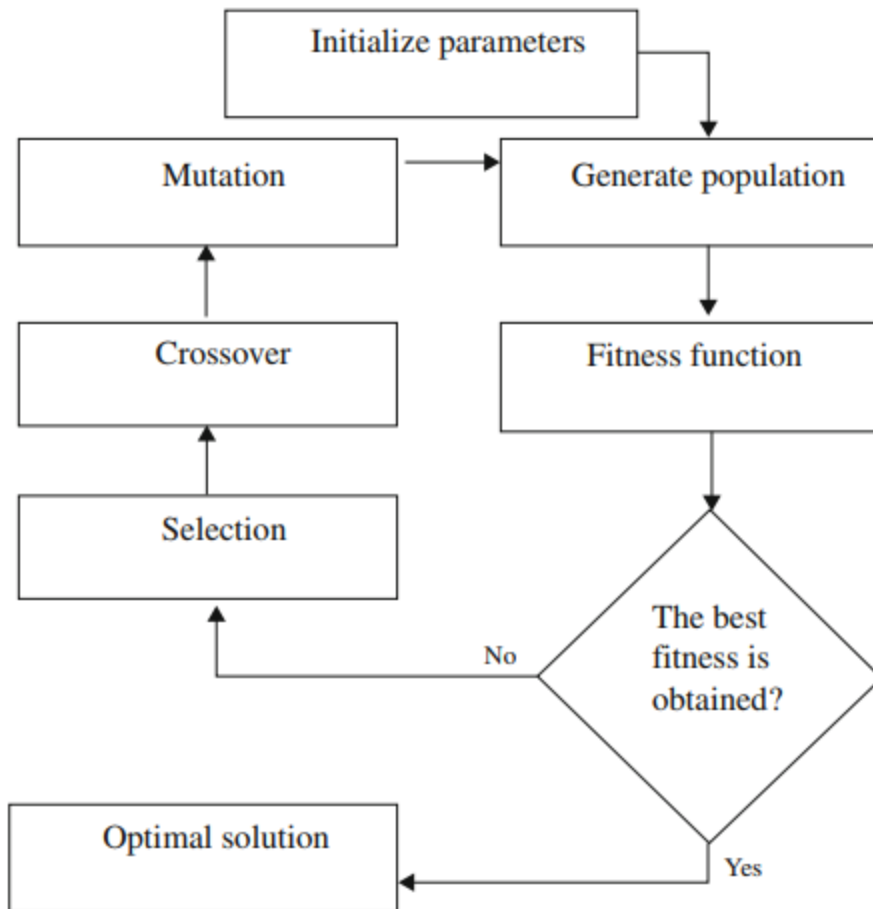 Initialize parameters
Mutation
Generate population
Crossover
Fitness function
Selection
The best
fitness is
obtained?
No
Optimal solution
Yes